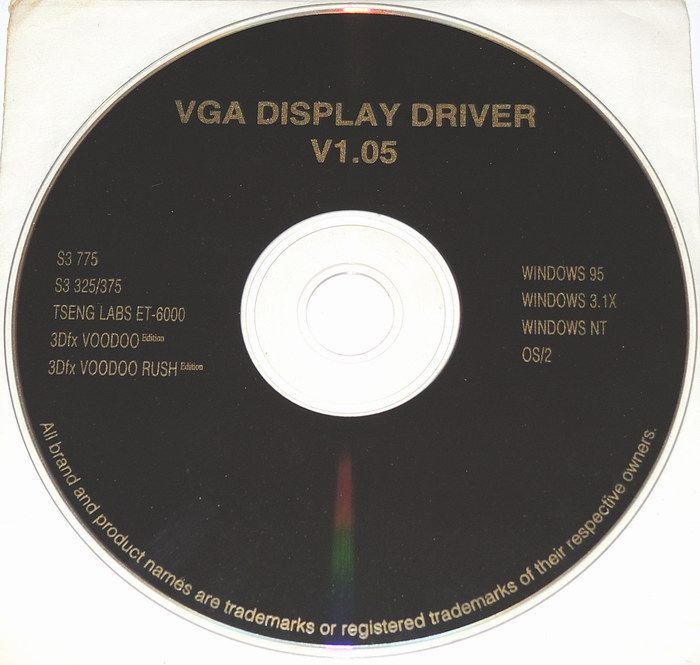 VGA DISPLAY DRIVER
V1.05
S3 775
S3 325/375
TSENG LABS ET-6000
3Dfx VOODOO Edition
3Dfx VOODOO RUSH Edition
WINDOWS 95
WINDOWS 3.1X
WINDOWS NT
OS/2
All brand and product names are trademarks or registered trademarks of their respective owners.